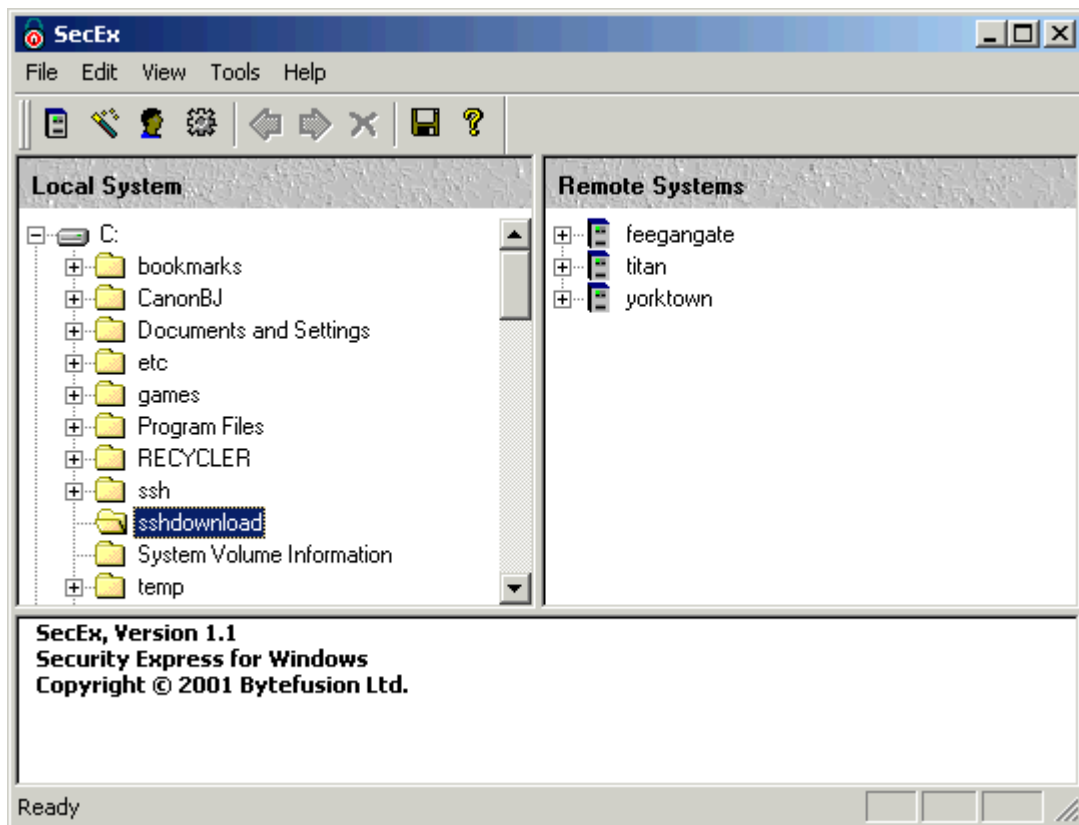 SecEx
File Edit View Tools Help
Local System
C:
bookmarks
CanonBJ
Documents and Settings
etc
games
Program Files
RECYCLER
ssh
sshdownload
System Volume Information
temp
Remote Systems
feegangate
titan
yorktown
SecEx, Version 1.1
Security Express for Windows
Copyright © 2001 Bytefusion Ltd.
Ready